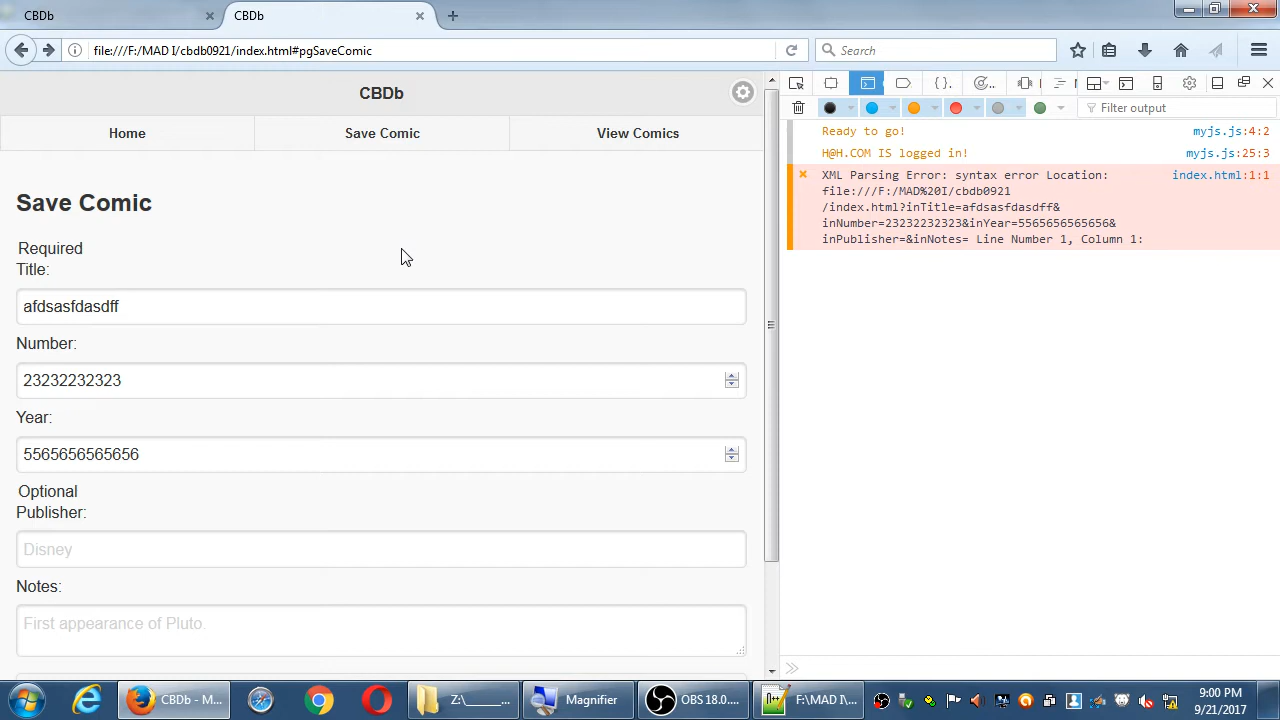 CBDb
CBDb
file:///F:/MAD I/cbdb0921/index.html#pgSaveComic
Search
CBDb
Home
Save Comic
View Comics
Save Comic
Required
Title:
afdsasfdasdff
Number:
23232232323
Year:
5565656565656
Optional
Publisher:
Disney
Notes:
First appearance of Pluto.
Filter output
Ready to go! myjs.js:4:2
H@H.COM IS logged in! myjs.js:25:3
XML Parsing Error: syntax error Location: index.html:1:1
file:///F:/MAD%20I/cbdb0921
/index.html?inTitle=afdsasfdasdff&
inNumber=23232232323&inYear=5565656565656&
inPublisher=&inNotes= Line Number 1, Column 1:
CBDb - M...
Z:\______...
Magnifier
OBS 18.0....
F:\MAD I\...
9:00 PM
9/21/2017